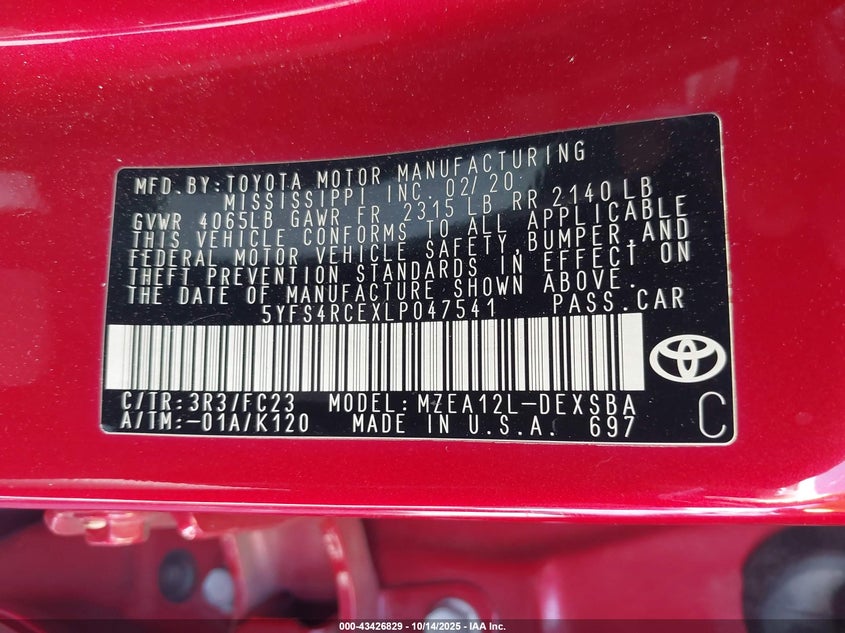 MFD.BY:TOYOTA MOTOR MANUFACTURING
MISSISSIPPI INC. 02/20
GVWR 4065LB GAWR FR 2315 LB RR 2140 LB
THIS VEHICLE CONFORMS TO ALL APPLICABLE
FEDERAL MOTOR VEHICLE SAFETY,BUMPER,AND
THEFT PREVENTION STANDARDS IN EFFECT ON
THE DATE OF MANUFACTURE SHOWN ABOVE.
5YFS4RCEXLP047541 PASS.CAR
C/TR:3R3/FC23 MODEL:MZEA12L-DEXSBA
A/TM:-01A/K120 MADE IN U.S.A. 697
C
000-43426829 - 10/14/2025 - IAA Inc.